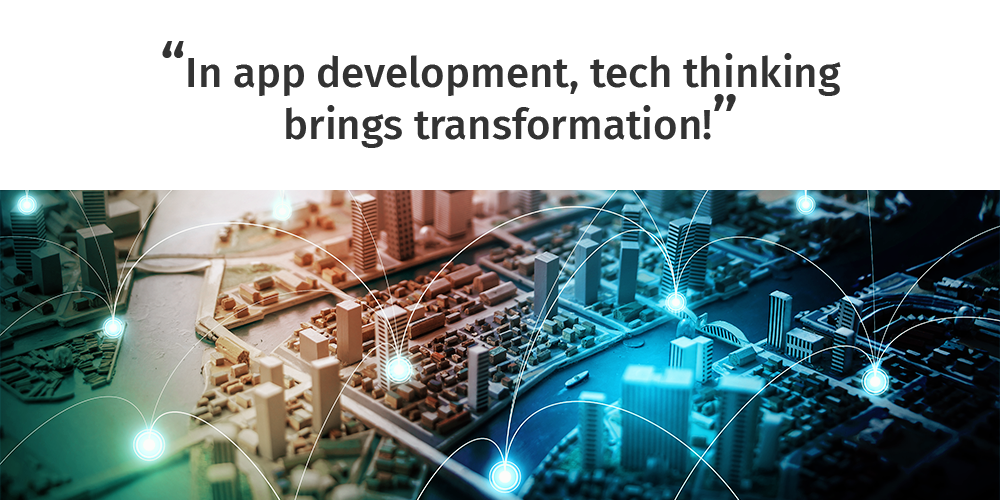 “In app development, tech thinking
brings transformation!”